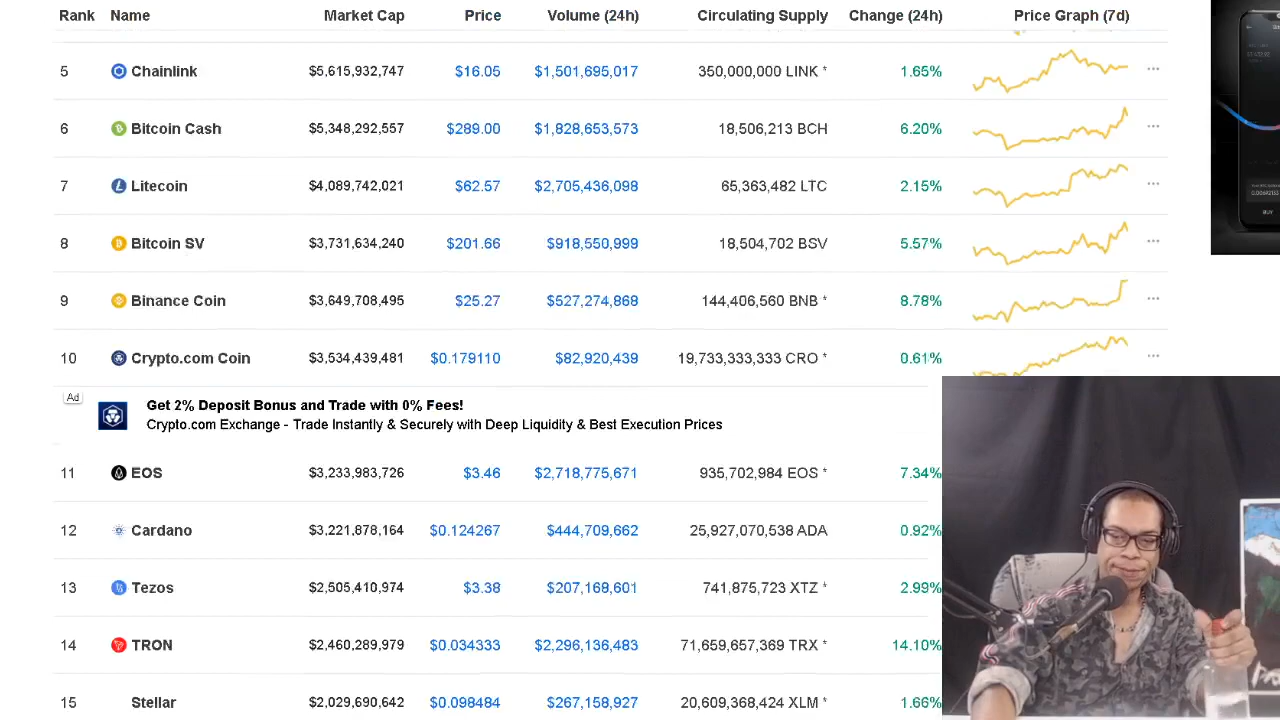 Rank Name Market Cap Price Volume (24h) Circulating Supply Change (24h) Price Graph (7d)
5 Chainlink $5,615,932,747 $16.05 $1,501,695,017 350,000,000 LINK * 1.65%
6 Bitcoin Cash $5,348,292,557 $289.00 $1,828,653,573 18,506,213 BCH 6.20%
7 Litecoin $4,089,742,021 $62.57 $2,705,436,098 65,363,482 LTC 2.15%
8 Bitcoin SV $3,731,634,240 $201.66 $918,550,999 18,504,702 BSV 5.57%
9 Binance Coin $3,649,708,495 $25.27 $527,274,868 144,406,560 BNB * 8.78%
10 Crypto.com Coin $3,534,439,481 $0.179110 $82,920,439 19,733,333,333 CRO * 0.61%
Ad
Get 2% Deposit Bonus and Trade with 0% Fees!
Crypto.com Exchange - Trade Instantly & Securely with Deep Liquidity & Best Execution Prices
11 EOS $3,233,983,726 $3.46 $2,718,775,671 935,702,984 EOS * 7.34%
12 Cardano $3,221,878,164 $0.124267 $444,709,662 25,927,070,538 ADA 0.92%
13 Tezos $2,505,410,974 $3.38 $207,168,601 741,875,723 XTZ * 2.99%
14 TRON $2,460,289,979 $0.034333 $2,296,136,483 71,659,657,369 TRX * 14.10%
15 Stellar $2,029,690,642 $0.098484 $267,158,927 20,609,368,424 XLM * 1.66%
BUY